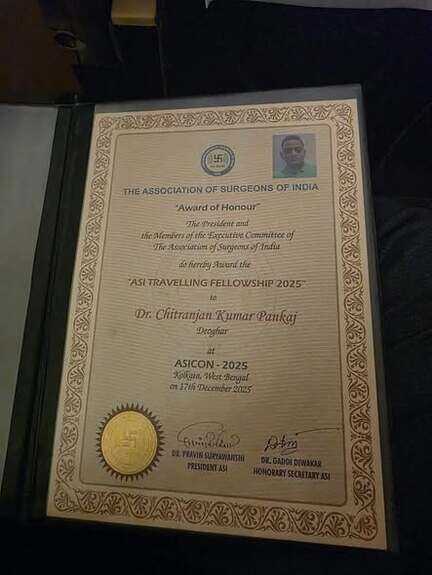 THE ASSOCIATION OF SURGEONS OF INDIA
"Award of Honour"
The President and
the Members of the Executive Committee of
The Association of Surgeons of India
do hereby Award the
"ASI TRAVELLING FELLOWSHIP 2025"
to
Dr. Chitranjan Kumar Pankaj
Deoghar
at
ASICON - 2025
Kolkata, West Bengal
on 17th December 2025
DR. PRAVIN SURYAWANSHI
PRESIDENT ASI
DR. GADDI DIWAKAR
HONORARY SECRETARY ASI